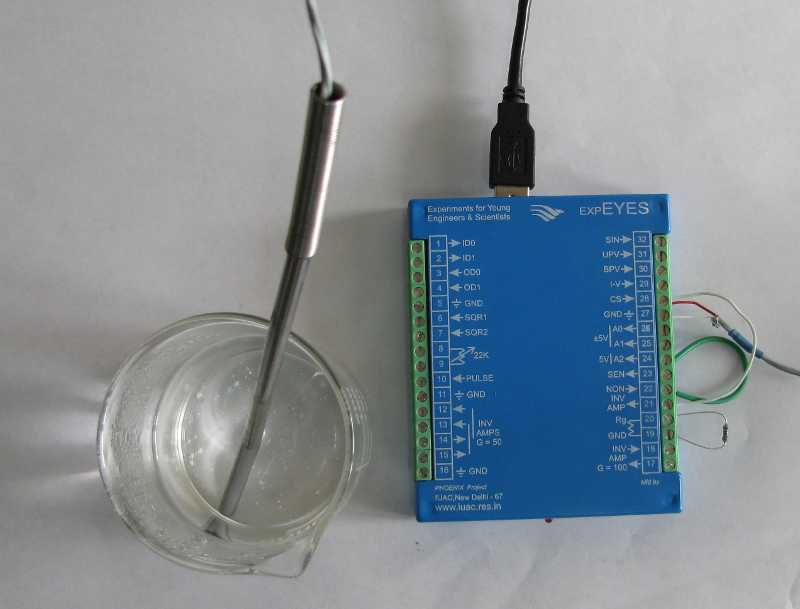 Experiments for Young
Engineers & Scientists
EXPEYES
1 ID0
2 ID1
3 OD0
4 OD1
5 GND
6 SQR1
7 SQR2
8
22K
9
10 PULSE
11 GND
12
13 INV
AMPS
14 G = 50
15
16 GND
PHOENIX Project
IUAC,New Delhi - 67
www.iuac.res.in
SIN 32
UPV 31
BPV 30
I-V 29
CS 28
GND 27
A0 26
±5V
A1 25
5V A2 24
SEN 23
NON 22
INV
AMP 21
Rg 20
GND 19
INV 18
AMP
G = 100 17
Mfd by